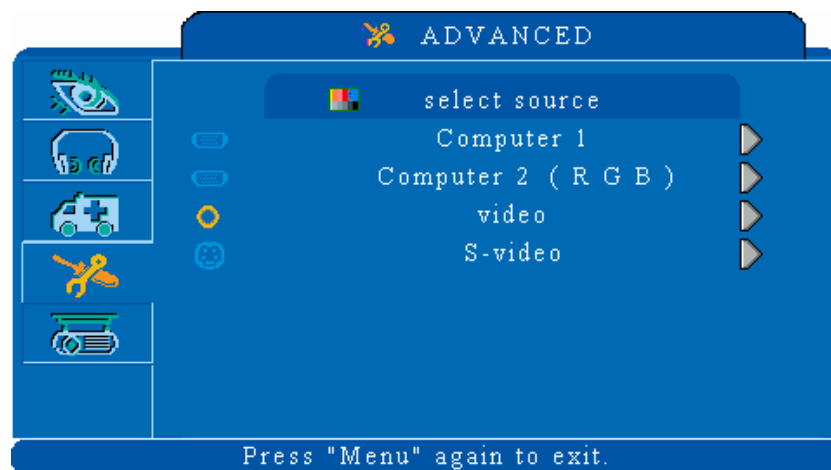 ADVANCED
select source
Computer 1
Computer 2 ( R G B )
video
S-video
Press "Menu" again to exit.